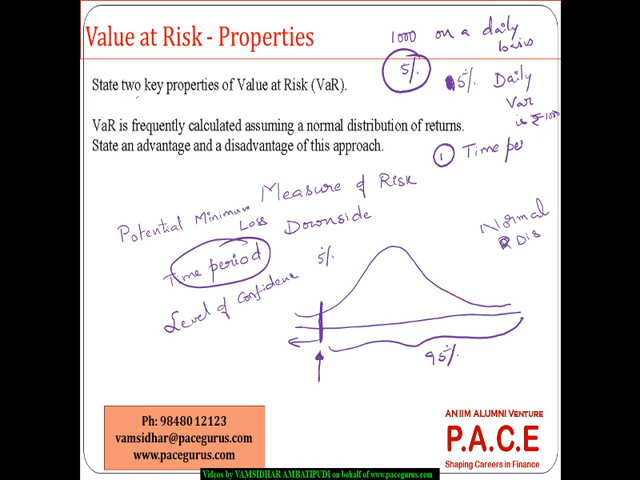 Value at Risk - Properties
1000 on a daily basis
5%
State two key properties of Value at Risk (VaR).
5% Daily
Var
is ₹ 1000
VaR is frequently calculated assuming a normal distribution of returns.
State an advantage and a disadvantage of this approach.
1 Time per
Measure of Risk
Potential Minimum
Loss
Downside
Normal
Dis
Time period
5%
Level of Confidence
95%
Ph: 98480 12123
vamsidhar@pacegurus.com
www.pacegurus.com
AN IIM ALUMNI VENTURE
P.A.C.E
Shaping Careers in Finance
Videos by VAMSIDHAR AMBATIPUDI on behalf of www.pacegurus.com